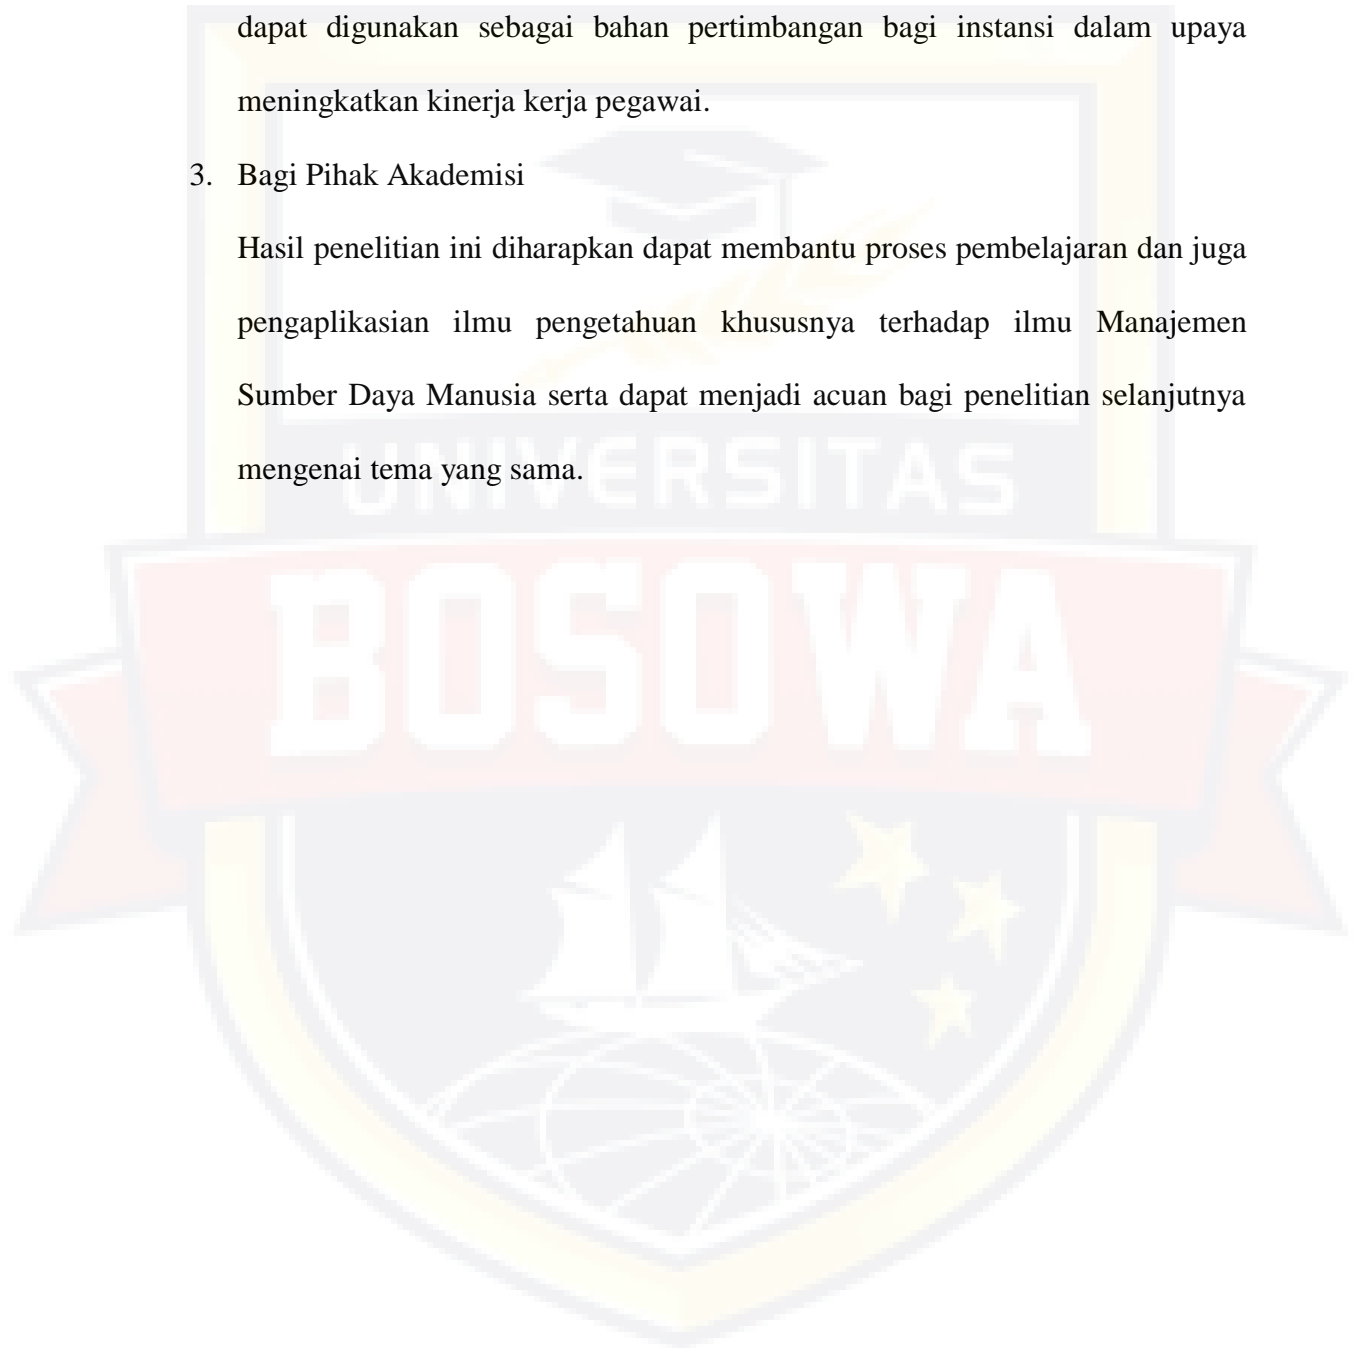 dapat digunakan sebagai bahan pertimbangan bagi instansi dalam upaya
meningkatkan kinerja kerja pegawai.
3. Bagi Pihak Akademisi
Hasil penelitian ini diharapkan dapat membantu proses pembelajaran dan juga
pengaplikasian ilmu pengetahuan khususnya terhadap ilmu Manajemen
Sumber Daya Manusia serta dapat menjadi acuan bagi penelitian selanjutnya
mengenai tema yang sama.
UNIVERSITAS
BOSOWA